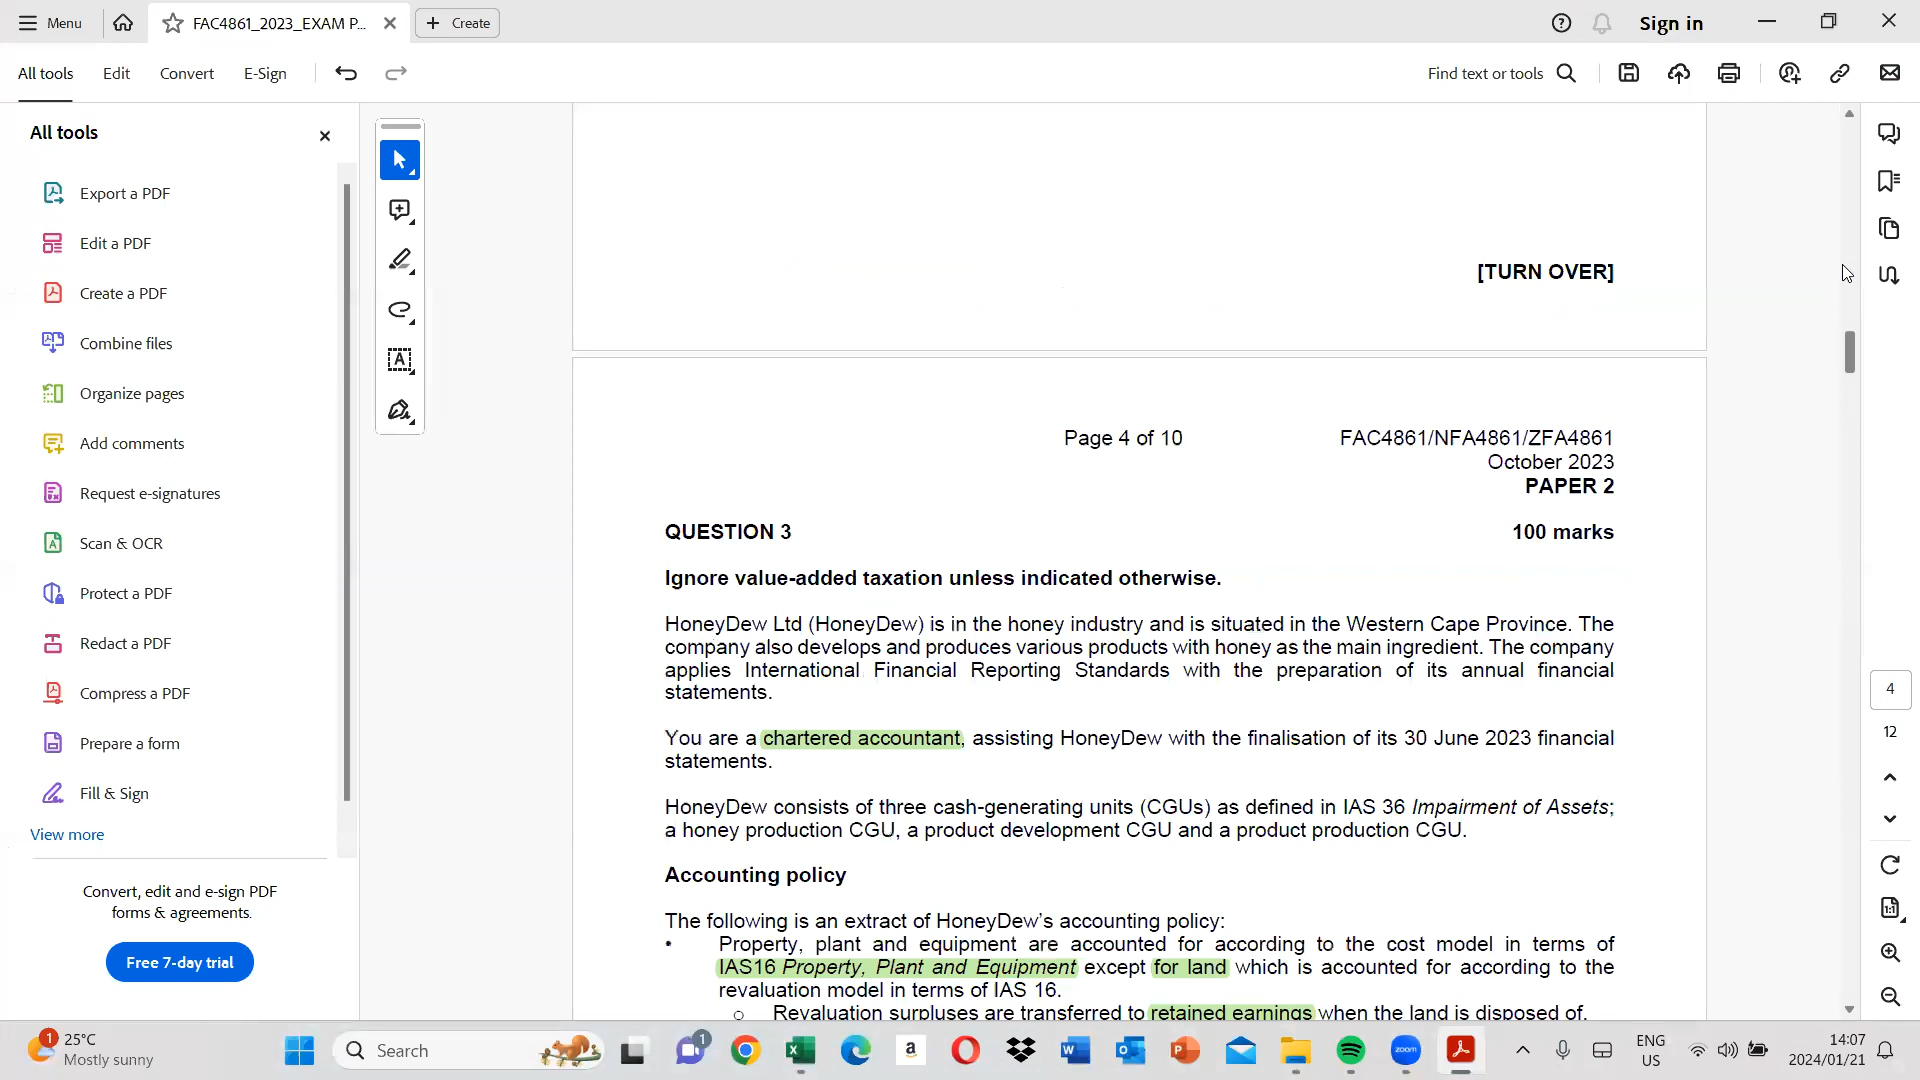 Menu
FAC4861_2023_EXAM P...
Create
Sign in
All tools
Edit
Convert
E-Sign
Find text or tools
All tools
Export a PDF
Edit a PDF
Create a PDF
Combine files
Organize pages
Add comments
Request e-signatures
Scan & OCR
Protect a PDF
Redact a PDF
Compress a PDF
Prepare a form
Fill & Sign
View more
Convert, edit and e-sign PDF
forms & agreements.
Free 7-day trial
[TURN OVER]
Page 4 of 10 FAC4861/NFA4861/ZFA4861
October 2023
PAPER 2
QUESTION 3 100 marks
Ignore value-added taxation unless indicated otherwise.
HoneyDew Ltd (HoneyDew) is in the honey industry and is situated in the Western Cape Province. The
company also develops and produces various products with honey as the main ingredient. The company
applies International Financial Reporting Standards with the preparation of its annual financial
statements.
You are a chartered accountant, assisting HoneyDew with the finalisation of its 30 June 2023 financial
statements.
HoneyDew consists of three cash-generating units (CGUs) as defined in IAS 36 Impairment of Assets;
a honey production CGU, a product development CGU and a product production CGU.
Accounting policy
The following is an extract of HoneyDew's accounting policy:
• Property, plant and equipment are accounted for according to the cost model in terms of
IAS16 Property, Plant and Equipment except for land which is accounted for according to the
revaluation model in terms of IAS 16.
o Revaluation surpluses are transferred to retained earnings when the land is disposed of.
4
12
1
25°C
Mostly sunny
Search
1
zoom
ENG
US
14:07
2024/01/21